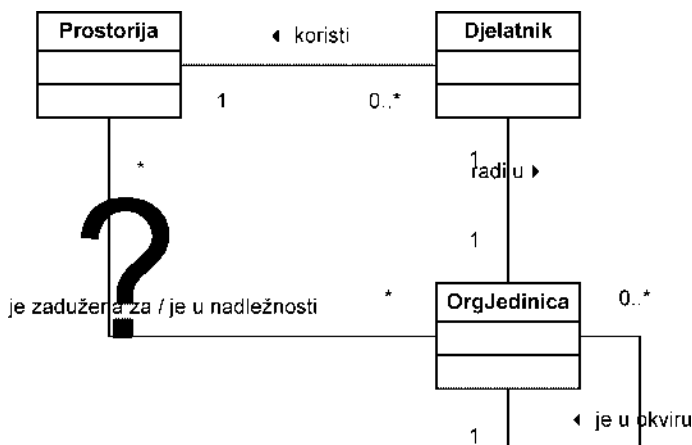 Prostorija
◄ koristi
Djelatnik
1
0..*
*
1
radi u ►
1
?
je zadužena za / je u nadležnosti
*
OrgJedinica
0..*
1
◄ je u okviru